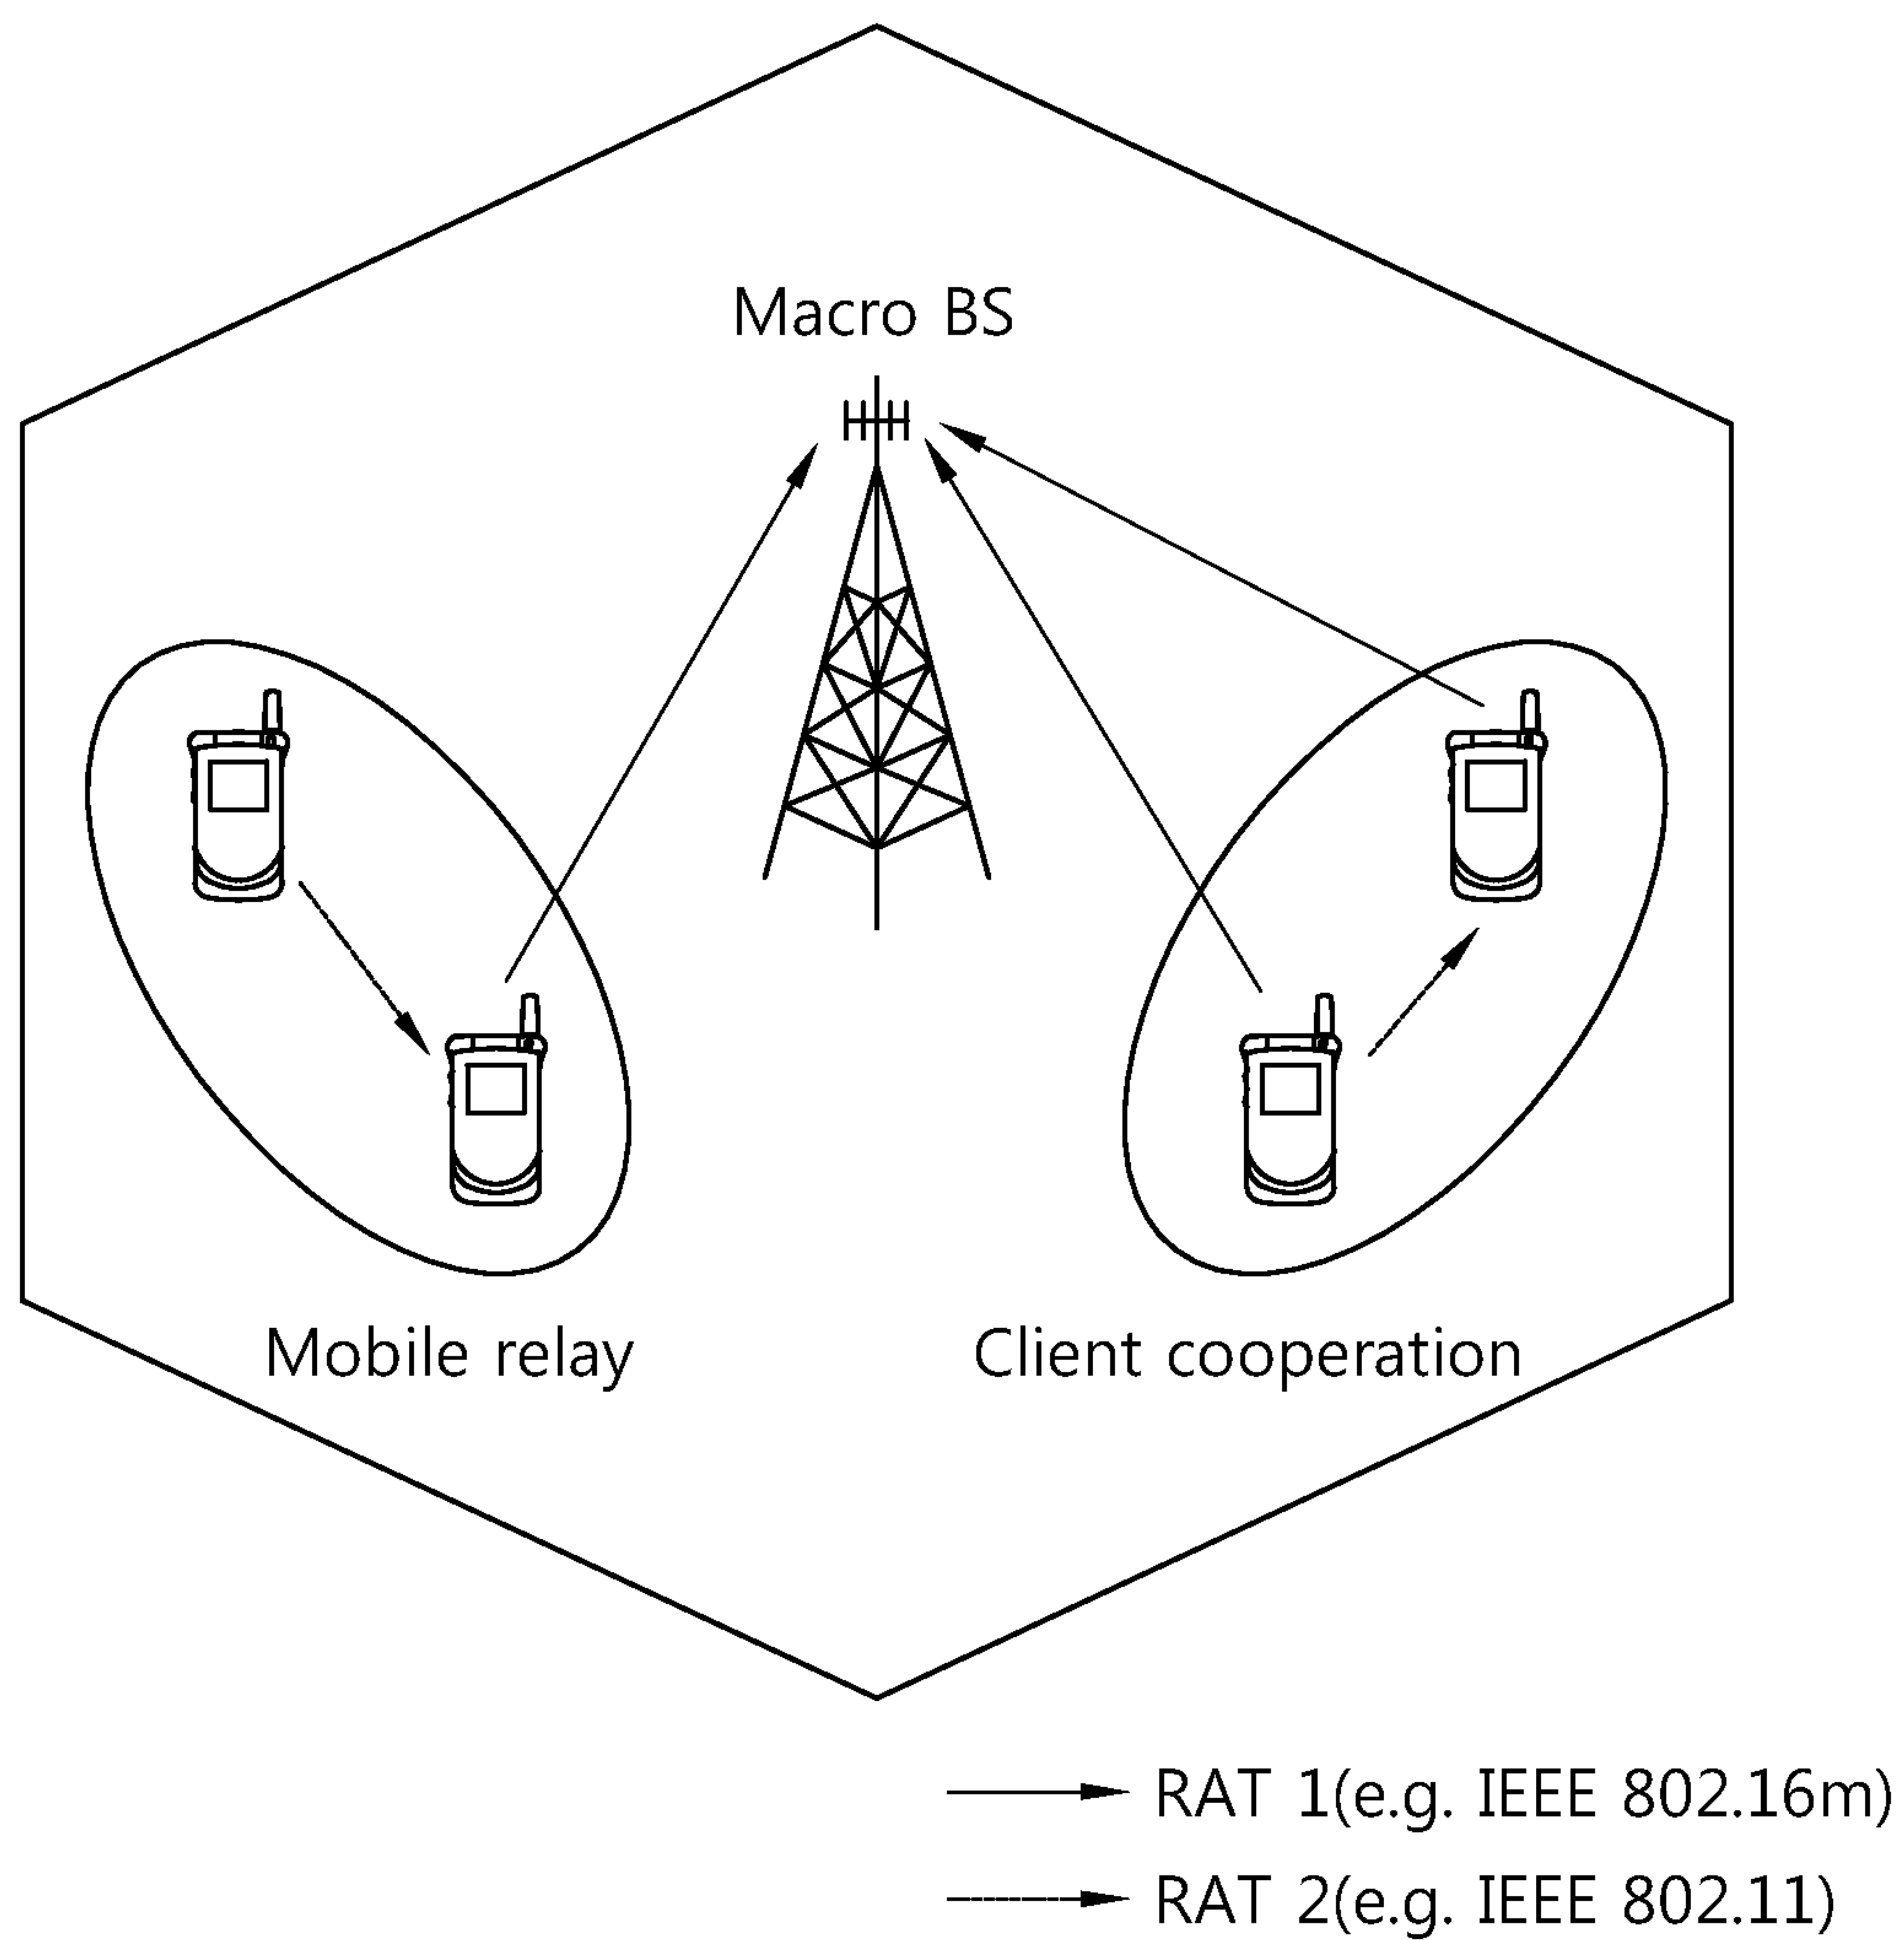 Macro BS
Mobile relay
Client cooperation
RAT 1(e.g. IEEE 802.16m)
RAT 2(e.g. IEEE 802.11)